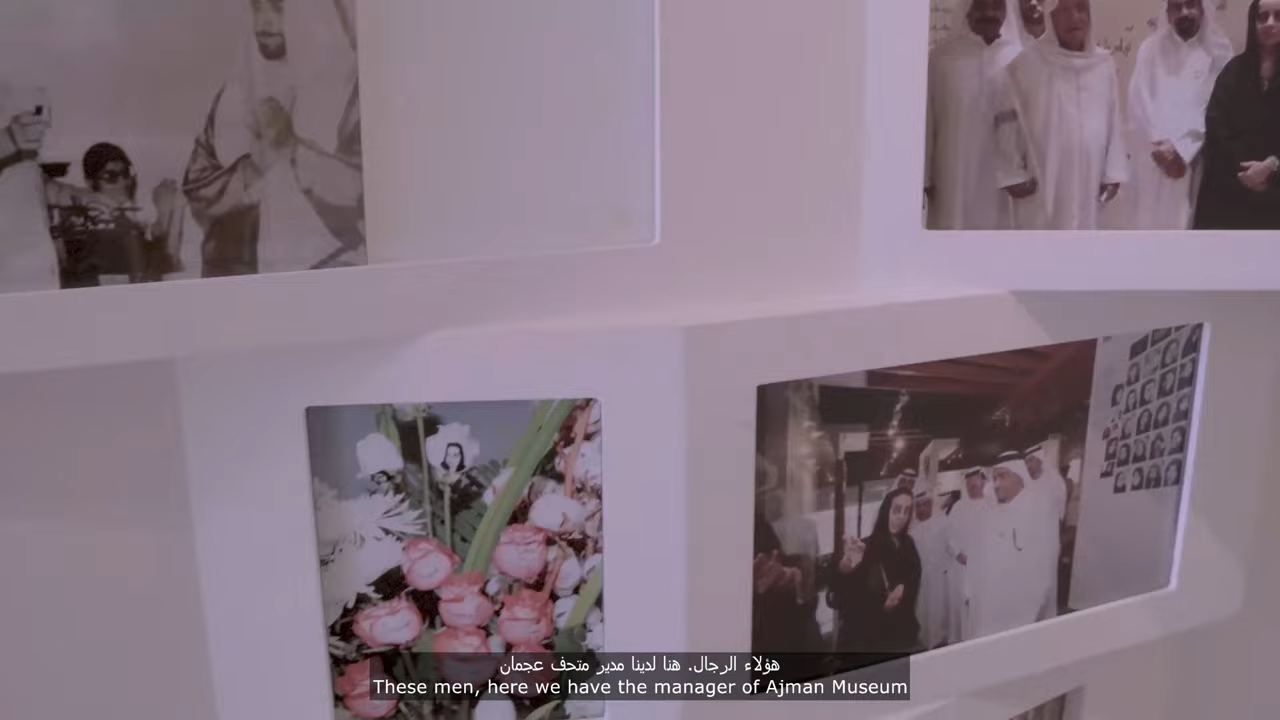 هؤلاء الرجال. هنا لدينا مدير متحف عجمان
These men, here we have the manager of Ajman Museum